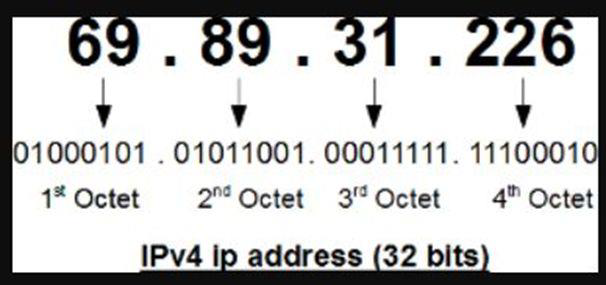 69 . 89 . 31 . 226
01000101 . 01011001. 00011111. 11100010
1st Octet 2nd Octet 3rd Octet 4th Octet
IPv4 ip address (32 bits)